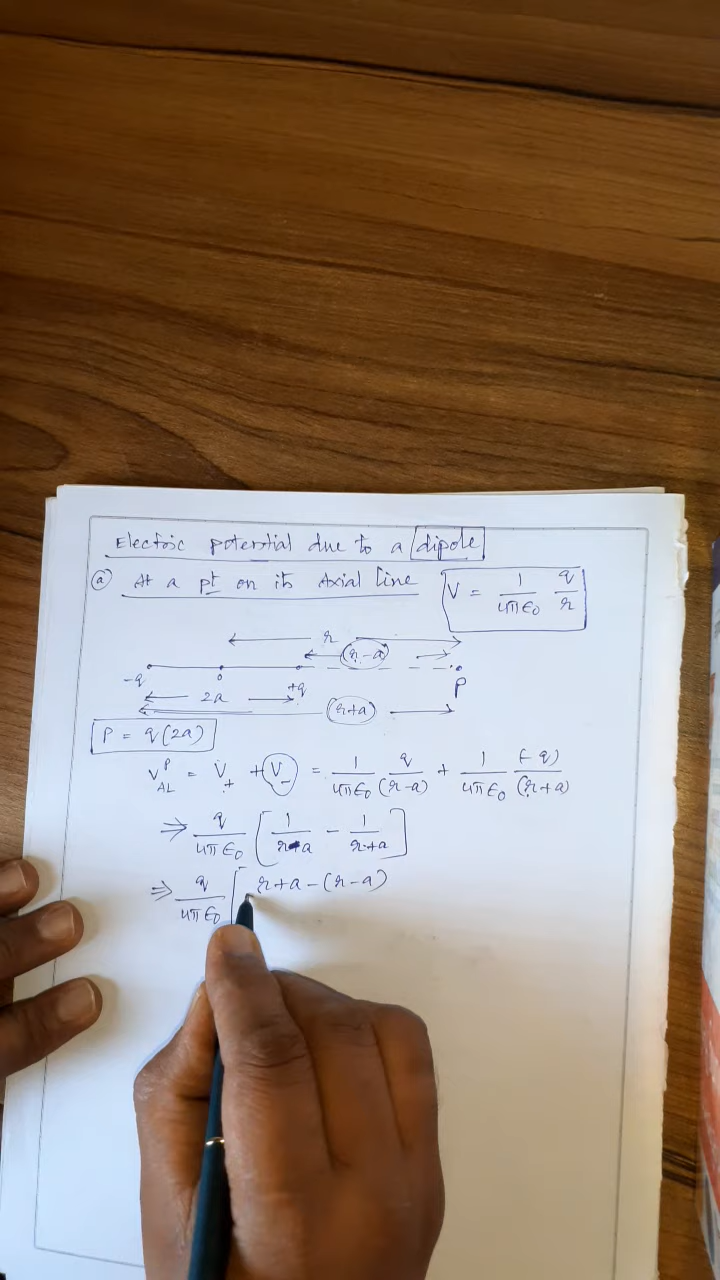 Electric potential due to a dipole
(a) At a pt on its Axial line V = 1/4πϵ0 q/r
r
(r-a)
-q o +q P
2a
(r+a)
P = q(2a)
V^P_AL = V+ + V- = 1/4πϵ0 q/(r-a) + 1/4πϵ0 (-q)/(r+a)
⇒ q/4πϵ0 [1/r-a - 1/r+a]
⇒ q/4πϵ0 [r+a-(r-a)